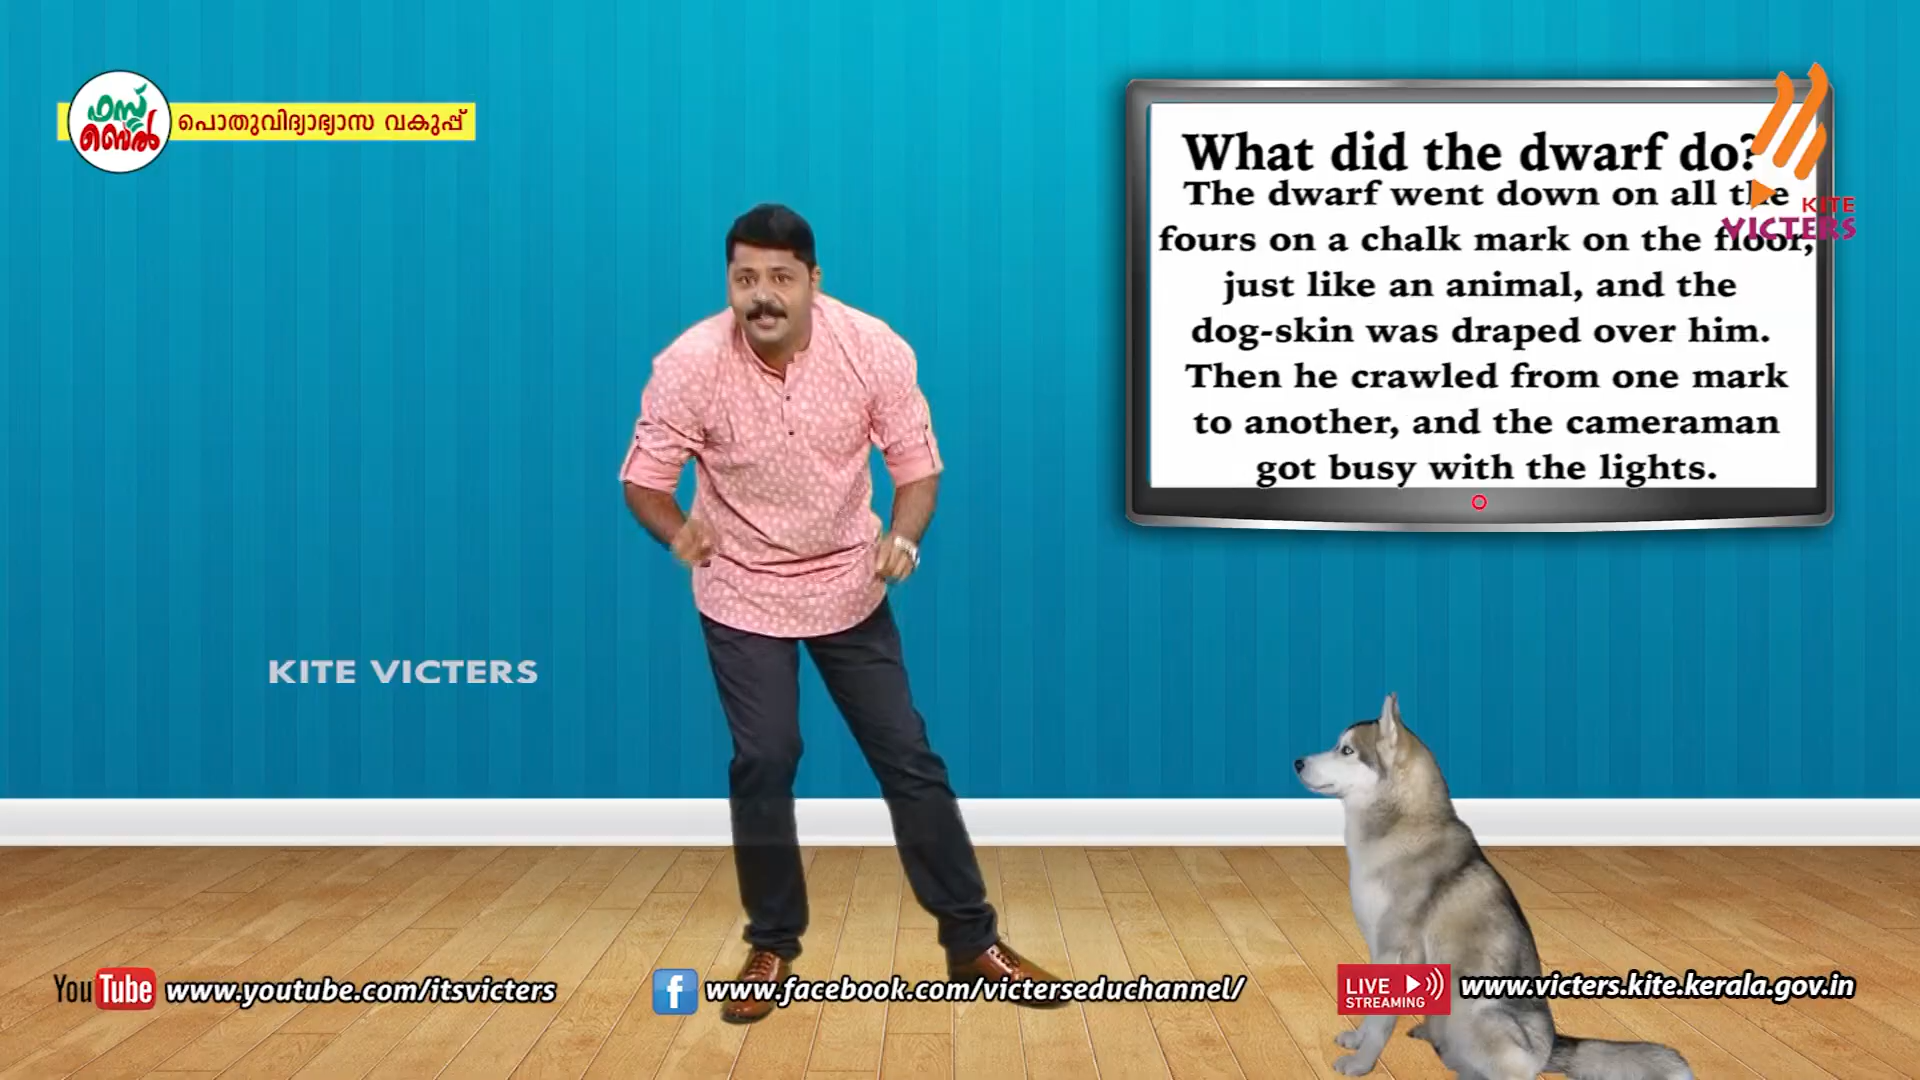 ഫസ്റ്റ്
ബെൽ
പൊതുവിദ്യാഭ്യാസ വകുപ്പ്
What did the dwarf do?
The dwarf went down on all the
fours on a chalk mark on the floor,
just like an animal, and the
dog-skin was draped over him.
Then he crawled from one mark
to another, and the cameraman
got busy with the lights.
KITE
VICTERS
KITE VICTERS
YouTube www.youtube.com/itsvicters
f www.facebook.com/victerseduchannel/
LIVE
STREAMING
www.victers.kite.kerala.gov.in